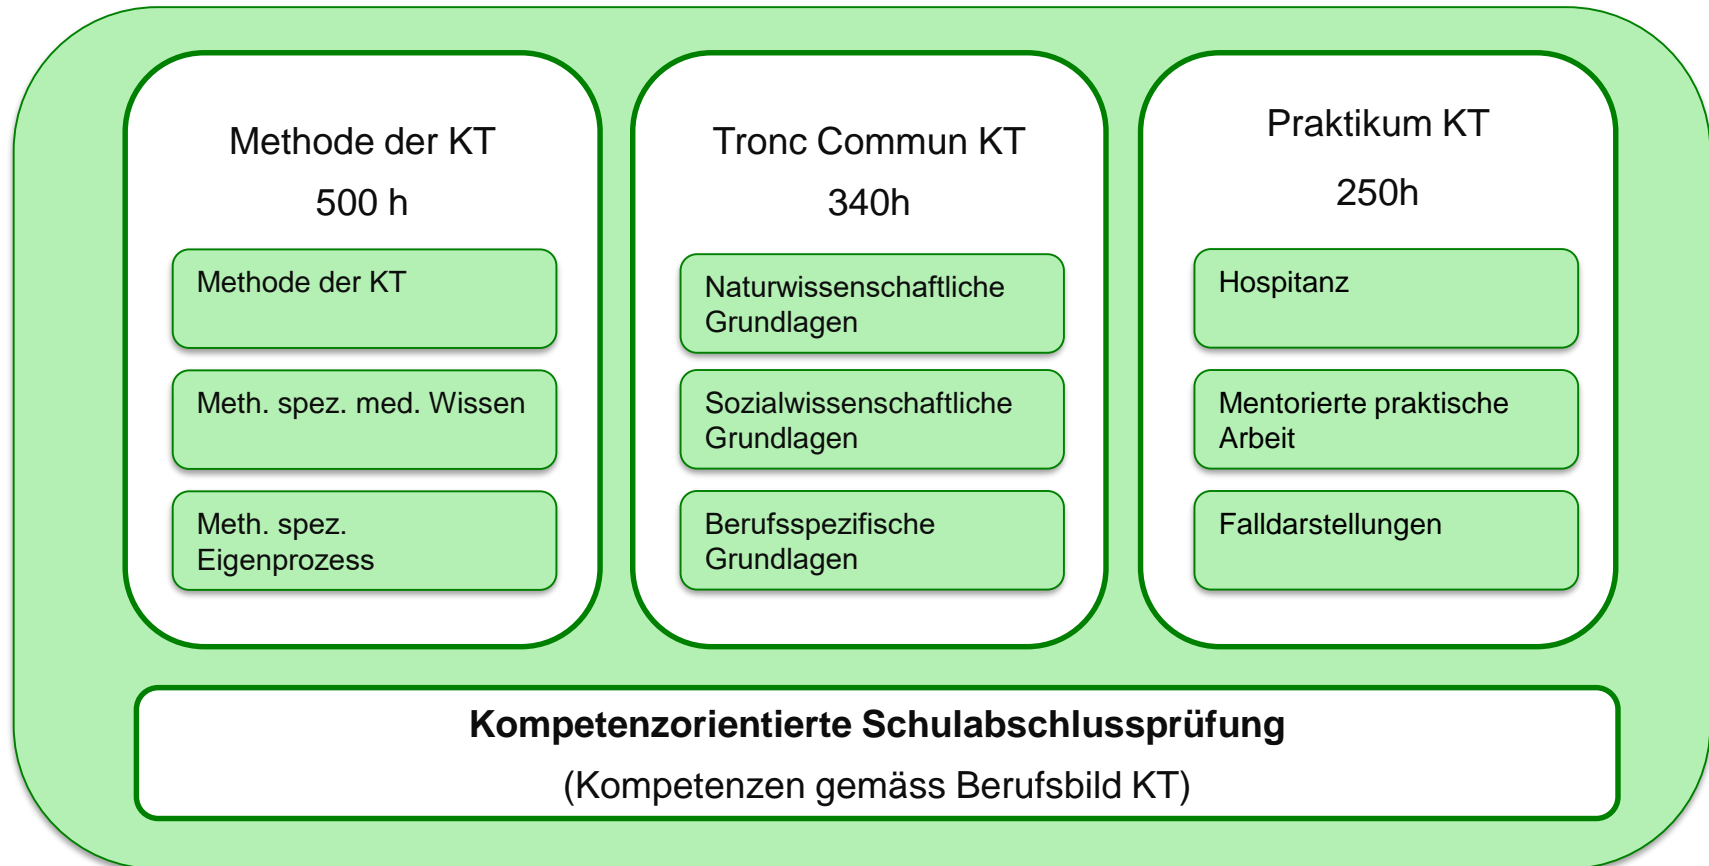 Methode der KT
500 h
Methode der KT
Meth. spez. med. Wissen
Meth. spez.
Eigenprozess
Tronc Commun KT
340h
Naturwissenschaftliche
Grundlagen
Sozialwissenschaftliche
Grundlagen
Berufsspezifische
Grundlagen
Praktikum KT
250h
Hospitanz
Mentorierte praktische
Arbeit
Falldarstellungen
Kompetenzorientierte Schulabschlussprüfung
(Kompetenzen gemäss Berufsbild KT)